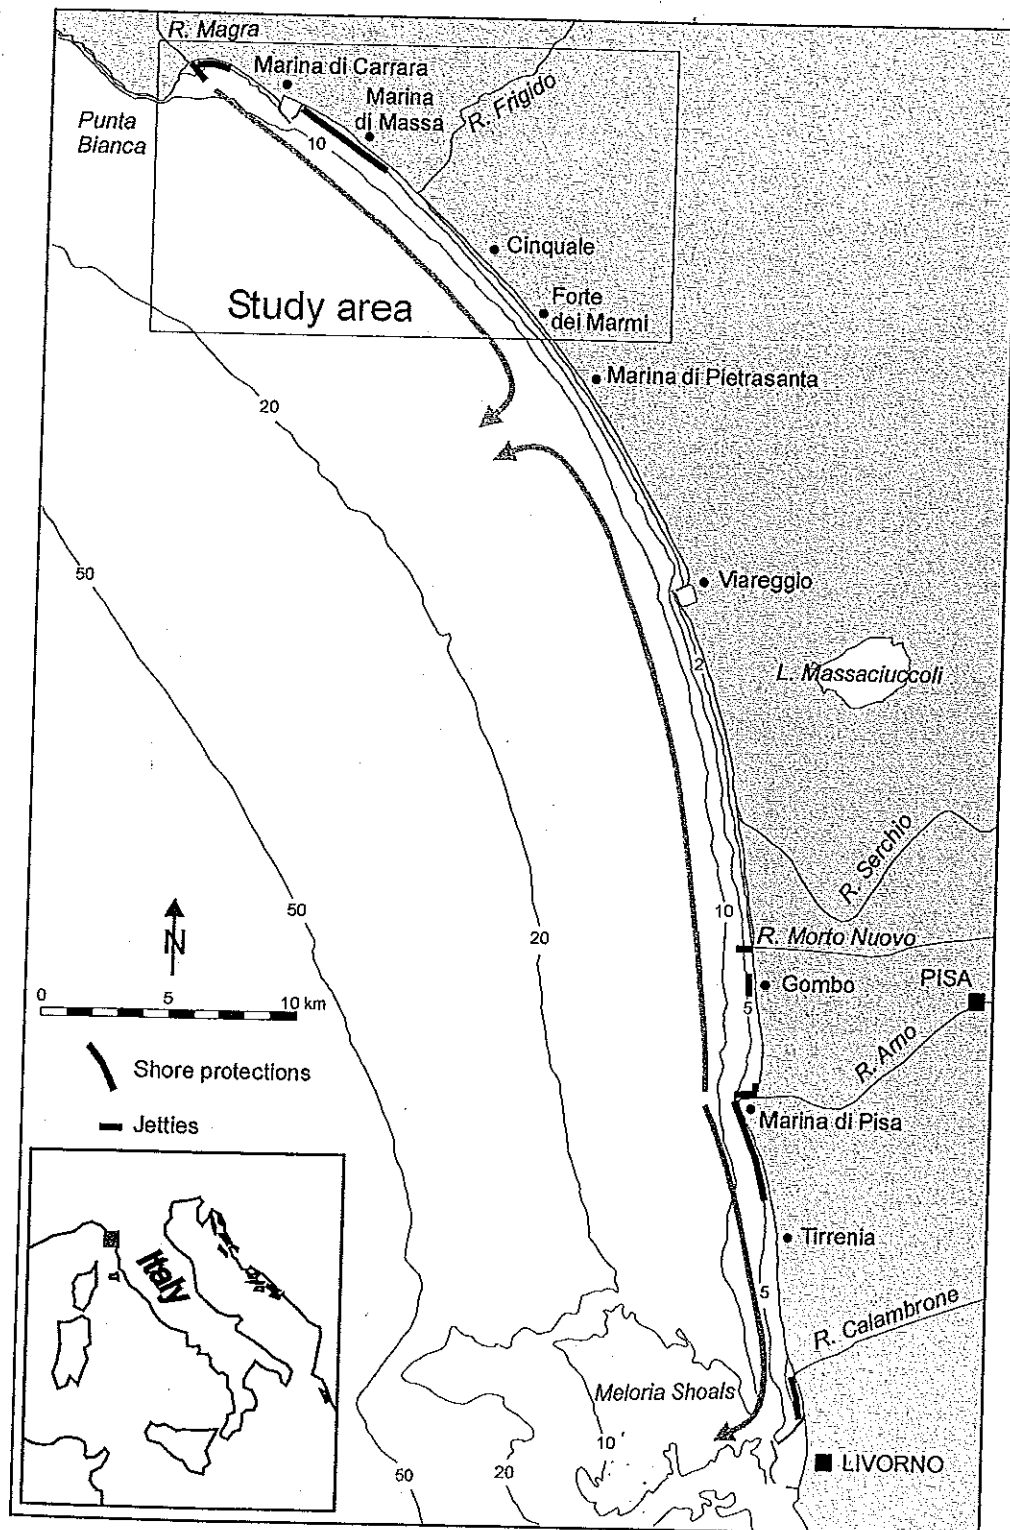 R. Magra
Marina di Carrara
Marina
di Massa
R. Frigido
Punta
Bianca
10
Cinquale
Study area
Forte
dei Marmi
Marina di Pietrasanta
20
50
Viareggio
2
L. Massaciuccoli
R. Serchio
50
20
10
R. Morto Nuovo
N
Gombo
PISA
0 5 10 km
5
R. Arno
Shore protections
Marina di Pisa
Jetties
Tirrenia
Italy
5
R. Calambrone
Meloria Shoals
10
50
20
LIVORNO